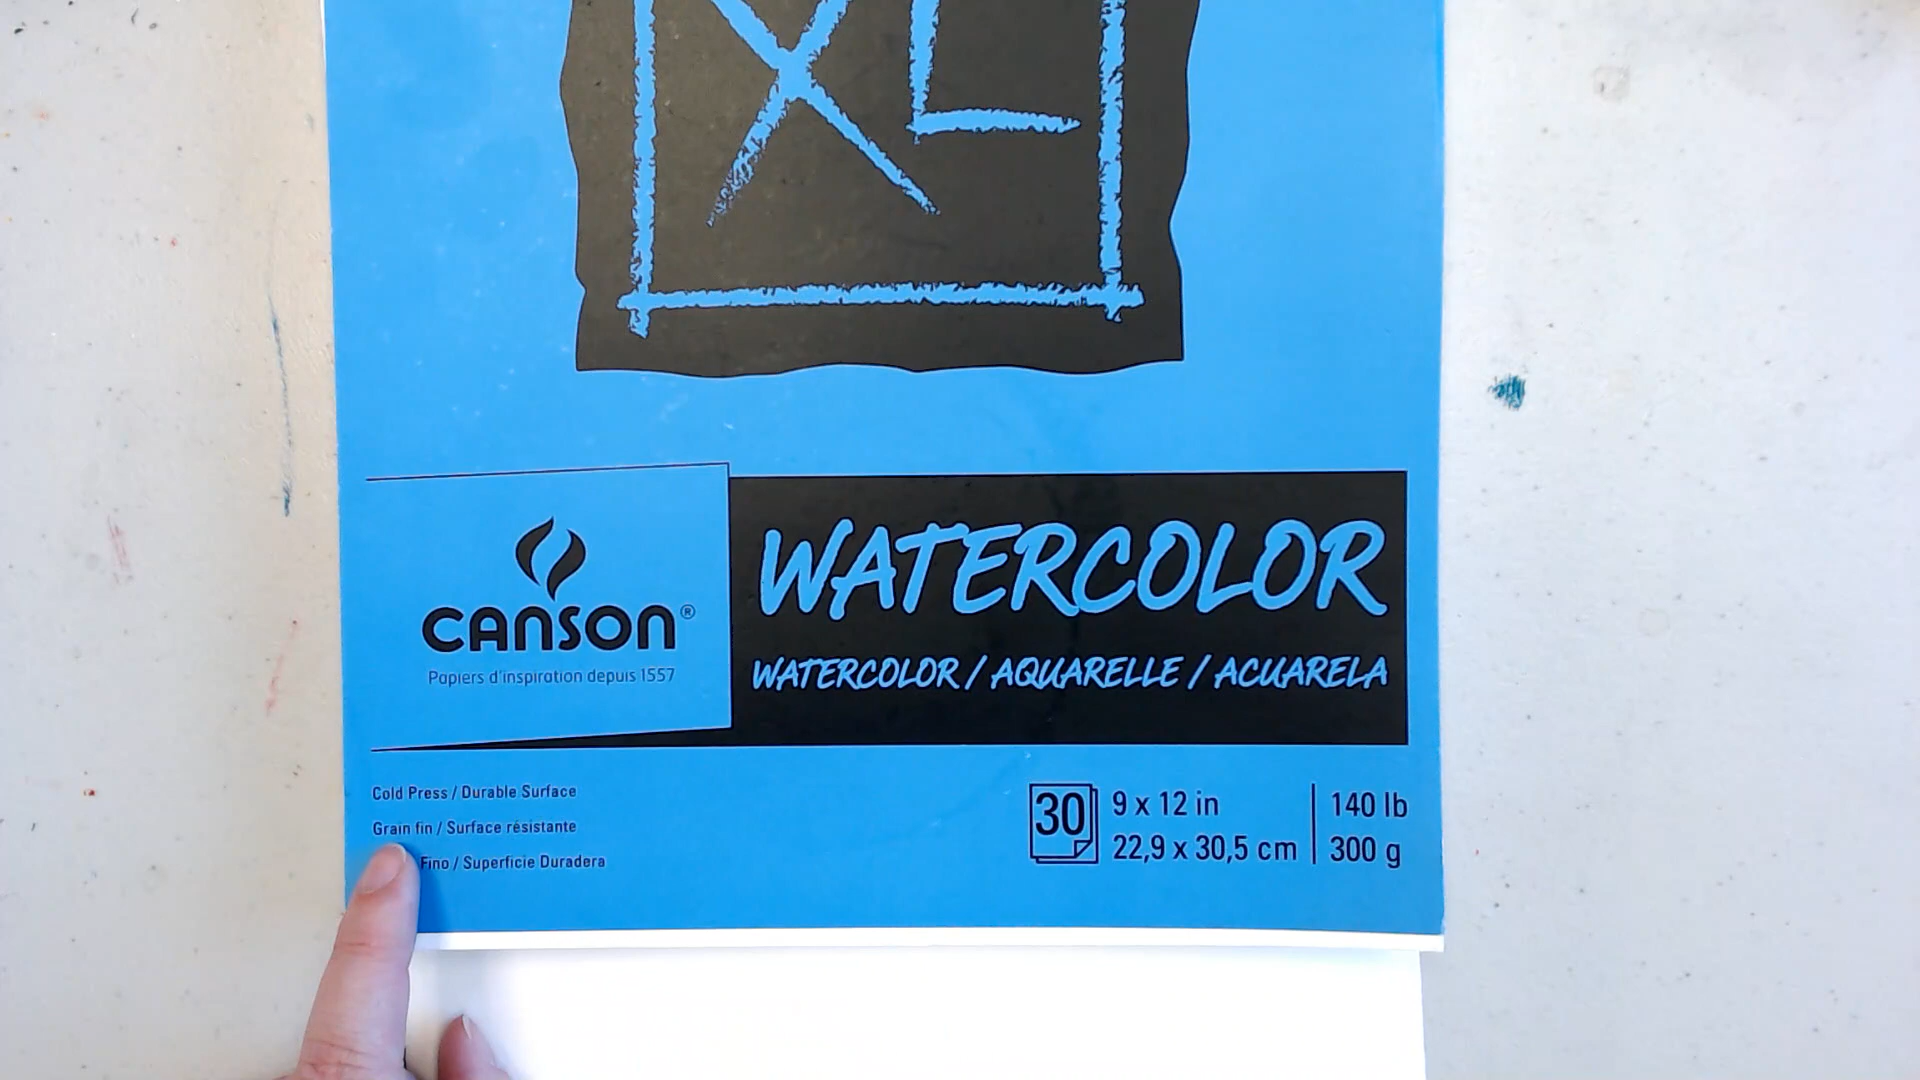 XL
CANSON®
Papiers d'inspiration depuis 1557
WATERCOLOR
WATERCOLOR / AQUARELLE / ACUARELA
Cold Press / Durable Surface
Grain fin / Surface résistante
Fino / Superficie Duradera
30
9 x 12 in
22,9 x 30,5 cm
140 lb
300 g